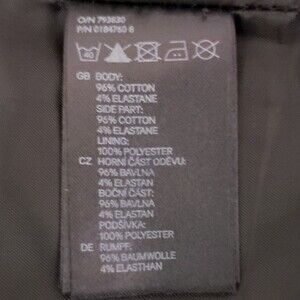 O/N 793830
P/N 0184760 8
40
GB BODY:
96% COTTON
4% ELASTANE
SIDE PART:
96% COTTON
4% ELASTANE
LINING:
100% POLYESTER
CZ HORNÍ ČÁST ODĚVU:
96% BAVLNA
4% ELASTAN
BOČNÍ ČÁST:
96% BAVLNA
4% ELASTAN
PODŠÍVKA:
100% POLYESTER
DE RUMPF:
96% BAUMWOLLE
4% ELASTHAN